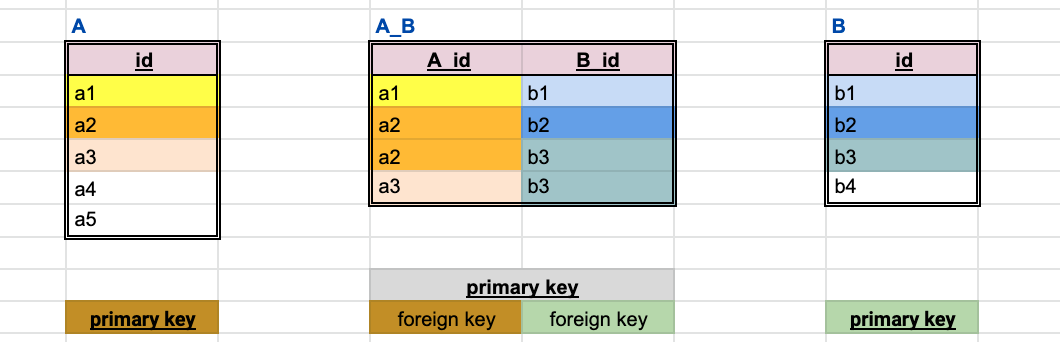 A A_B B
id A_id B_id id
a1 a1 b1 b1
a2 a2 b2 b2
a3 a2 b3 b3
a4 a3 b3 b4
a5
primary key
primary key foreign key foreign key primary key